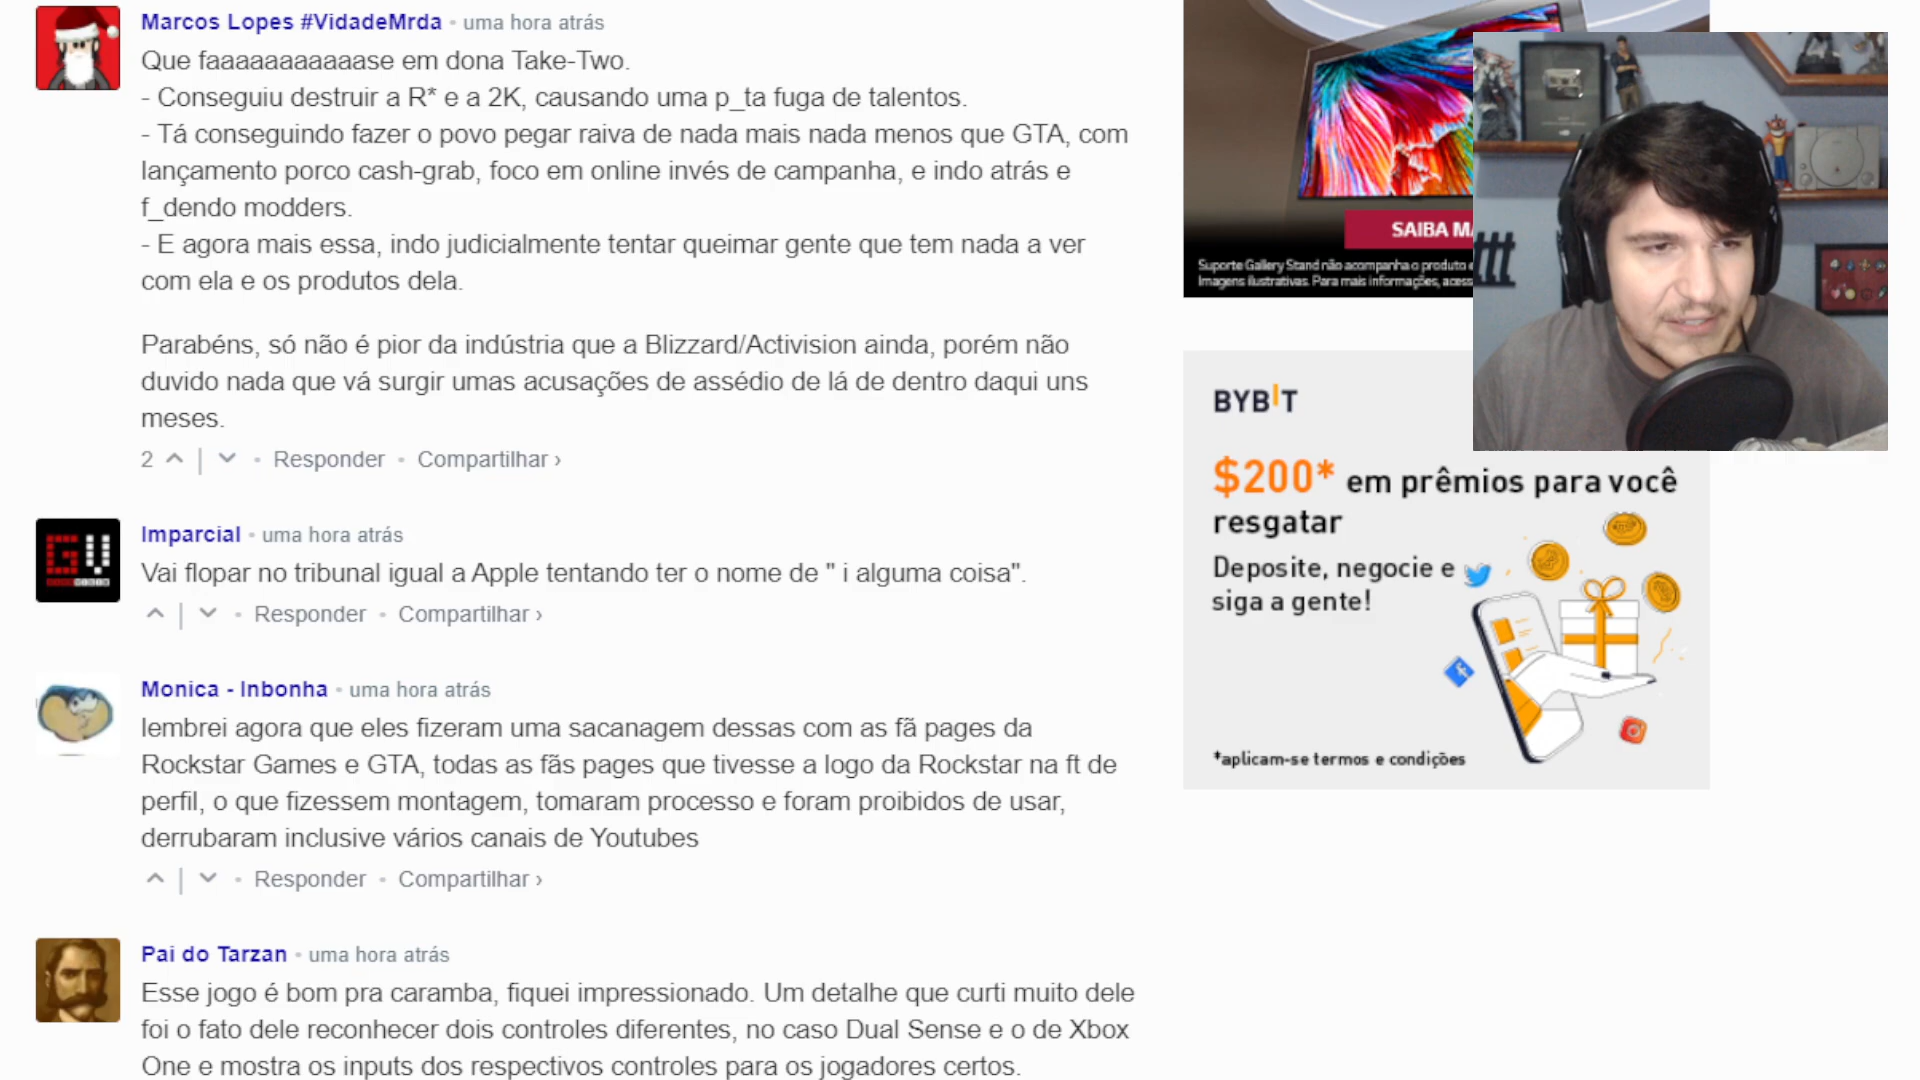 Marcos Lopes #VidadeMrda • uma hora atrás
Que faaaaaaaaaaase em dona Take-Two.
- Conseguiu destruir a R* e a 2K, causando uma p_ta fuga de talentos.
- Tá conseguindo fazer o povo pegar raiva de nada mais nada menos que GTA, com
lançamento porco cash-grab, foco em online invés de campanha, e indo atrás e
f_dendo modders.
- E agora mais essa, indo judicialmente tentar queimar gente que tem nada a ver
com ela e os produtos dela.
Parabéns, só não é pior da indústria que a Blizzard/Activision ainda, porém não
duvido nada que vá surgir umas acusações de assédio de lá de dentro daqui uns
meses.
2 • Responder • Compartilhar ›
Imparcial • uma hora atrás
Vai flopar no tribunal igual a Apple tentando ter o nome de " i alguma coisa".
• Responder • Compartilhar ›
Monica - Inbonha • uma hora atrás
lembrei agora que eles fizeram uma sacanagem dessas com as fã pages da
Rockstar Games e GTA, todas as fãs pages que tivesse a logo da Rockstar na ft de
perfil, o que fizessem montagem, tomaram processo e foram proibidos de usar,
derrubaram inclusive vários canais de Youtubes
• Responder • Compartilhar ›
Pai do Tarzan • uma hora atrás
Esse jogo é bom pra caramba, fiquei impressionado. Um detalhe que curti muito dele
foi o fato dele reconhecer dois controles diferentes, no caso Dual Sense e o de Xbox
One e mostra os inputs dos respectivos controles para os jogadores certos.
SAIBA
Suporte Gallery Stand não acompanha o produto
Imagens ilustrativas. Para mais informações,
BYBIT
$200* em prêmios para você
resgatar
Deposite, negocie e
siga a gente!
*aplicam-se termos e condições